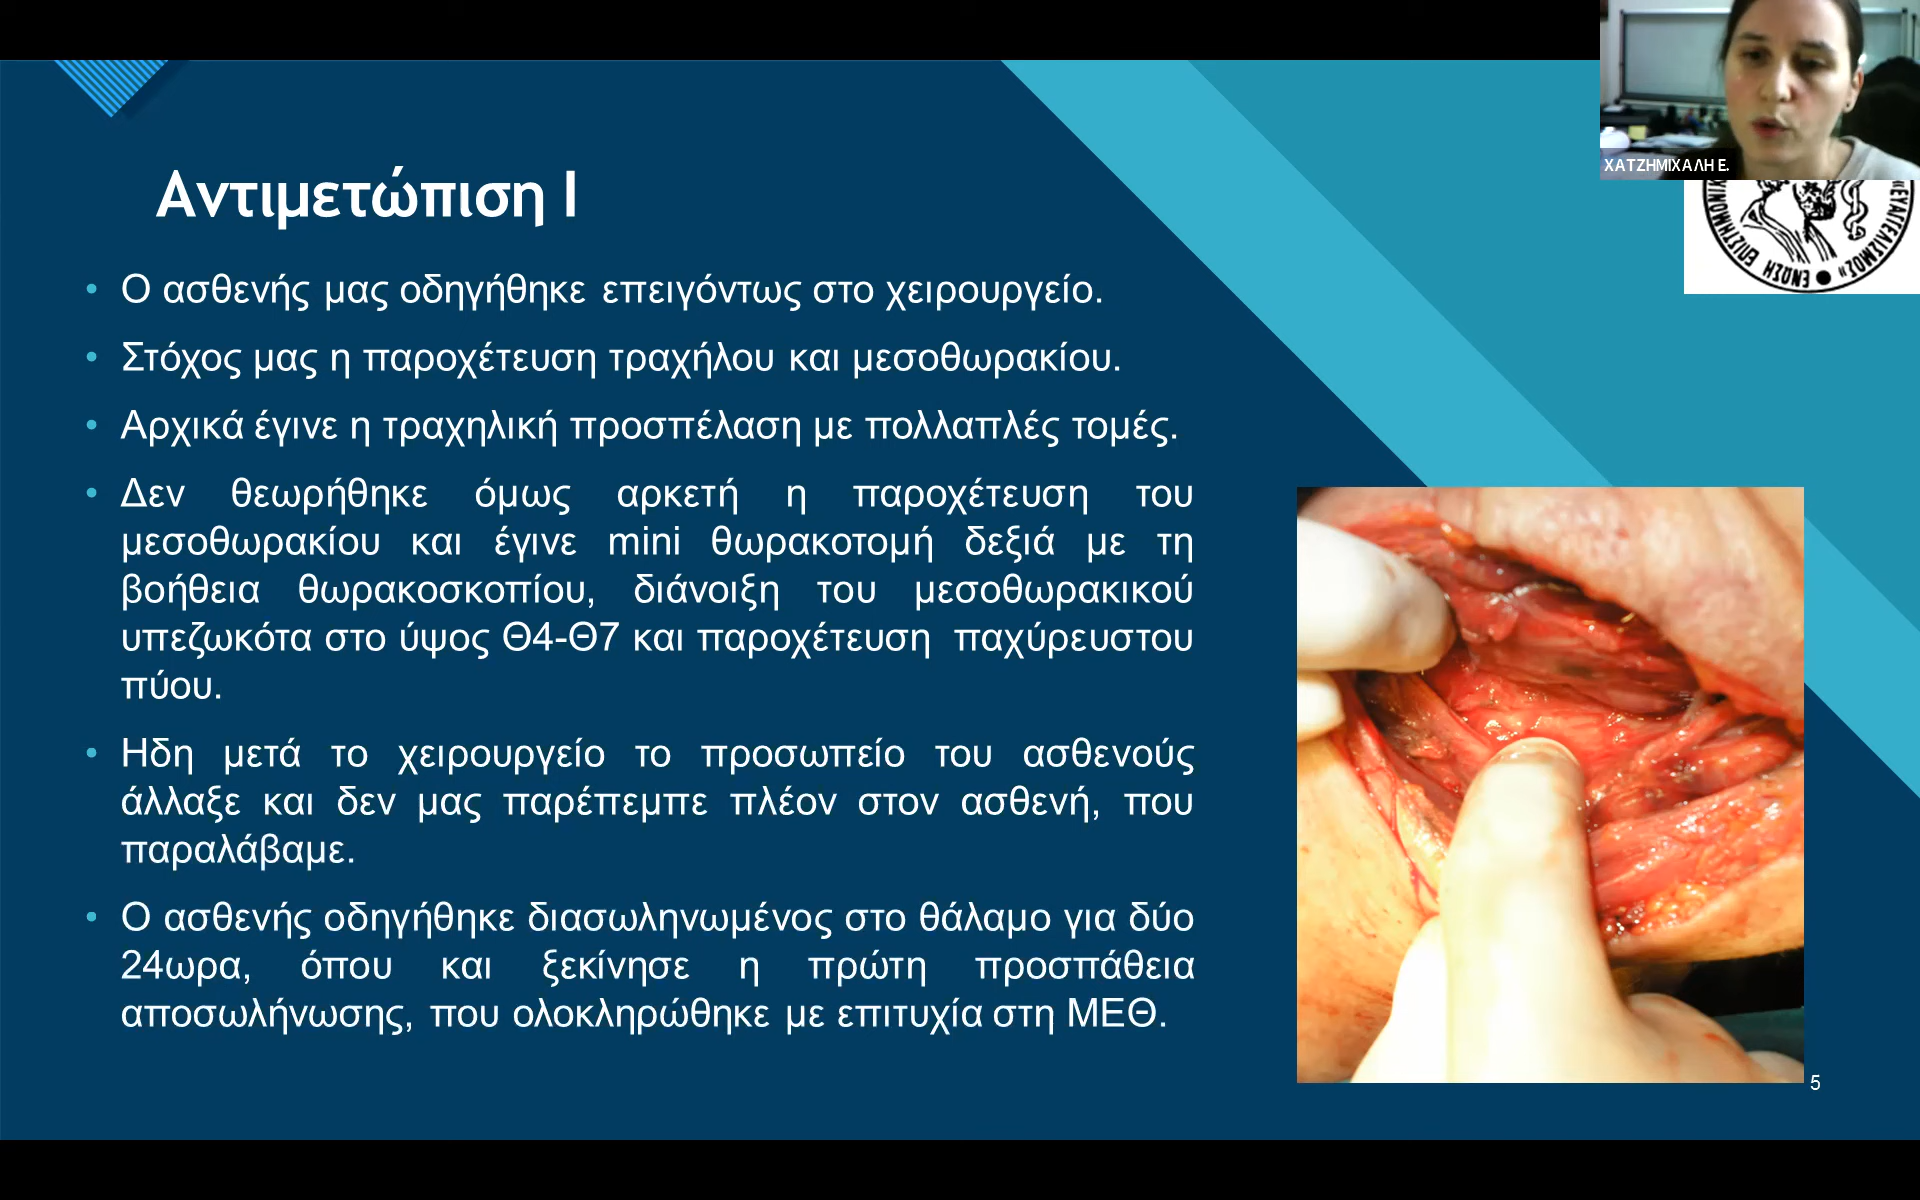 ΧΑΤΖΗΜΙΧΑΛΗ Ε.
ΕΝΩΣΗ ΕΠΙΣΤΗΜΟΝΙΚΟΥ
«ΕΥΑΓΓΕΛΙΣΜΟΣ»
Αντιμετώπιση Ι
• Ο ασθενής μας οδηγήθηκε επειγόντως στο χειρουργείο.
• Στόχος μας η παροχέτευση τραχήλου και μεσοθωρακίου.
• Αρχικά έγινε η τραχηλική προσπέλαση με πολλαπλές τομές.
• Δεν θεωρήθηκε όμως αρκετή η παροχέτευση του
μεσοθωρακίου και έγινε mini θωρακοτομή δεξιά με τη
βοήθεια θωρακοσκοπίου, διάνοιξη του μεσοθωρακικού
υπεζωκότα στο ύψος Θ4-Θ7 και παροχέτευση παχύρευστου
πύου.
• Ηδη μετά το χειρουργείο το προσωπείο του ασθενούς
άλλαξε και δεν μας παρέπεμπε πλέον στον ασθενή, που
παραλάβαμε.
• Ο ασθενής οδηγήθηκε διασωληνωμένος στο θάλαμο για δύο
24ωρα, όπου και ξεκίνησε η πρώτη προσπάθεια
αποσωλήνωσης, που ολοκληρώθηκε με επιτυχία στη ΜΕΘ.
5